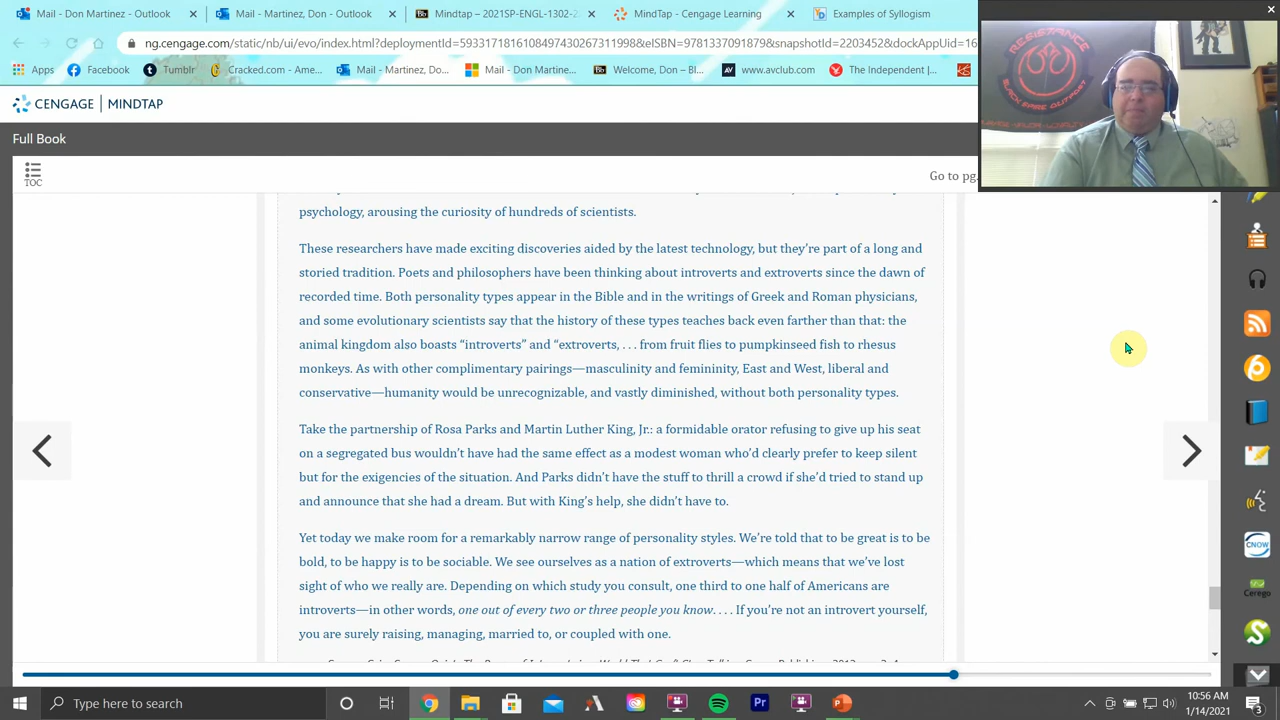 Mail - Martinez, Don - Outlook
Mail - Martinez, Don - Outlook
Mindtap – 2021SP-ENGL-1302-2
MindTap - Cengage Learning
Examples of Syllogism
ng.cengage.com/static/nb/ui/evo/index.html?deploymentId=59331718161084974302673119​98&eISBN=9781337091879&snapshotId=2203452&dockAppUid=16
Apps
Facebook
Tumblr
Cracked.com - Ame...
Mail - Martinez, Do...
Mail - Don Martine...
Welcome, Don – Bl...
www.avclub.com
The Independent |...
RESISTANCE
BLACK SPIRE OUTPOST
CENGAGE | MINDTAP
Full Book
TOC
Go to pg.
psychology, arousing the curiosity of hundreds of scientists.
These researchers have made exciting discoveries aided by the latest technology, but they're part of a long and
storied tradition. Poets and philosophers have been thinking about introverts and extroverts since the dawn of
recorded time. Both personality types appear in the Bible and in the writings of Greek and Roman physicians,
and some evolutionary scientists say that the history of these types teaches back even farther than that: the
animal kingdom also boasts “introverts” and “extroverts, . . . from fruit flies to pumpkinseed fish to rhesus
monkeys. As with other complimentary pairings—masculinity and femininity, East and West, liberal and
conservative—humanity would be unrecognizable, and vastly diminished, without both personality types.
Take the partnership of Rosa Parks and Martin Luther King, Jr.: a formidable orator refusing to give up his seat
on a segregated bus wouldn't have had the same effect as a modest woman who'd clearly prefer to keep silent
but for the exigencies of the situation. And Parks didn't have the stuff to thrill a crowd if she'd tried to stand up
and announce that she had a dream. But with King's help, she didn't have to.
Yet today we make room for a remarkably narrow range of personality styles. We're told that to be great is to be
bold, to be happy is to be sociable. We see ourselves as a nation of extroverts—which means that we've lost
sight of who we really are. Depending on which study you consult, one third to one half of Americans are
introverts—in other words, one out of every two or three people you know. . . . If you're not an introvert yourself,
you are surely raising, managing, married to, or coupled with one.
CNOW
Cerego
Type here to search
10:56 AM
1/14/2021